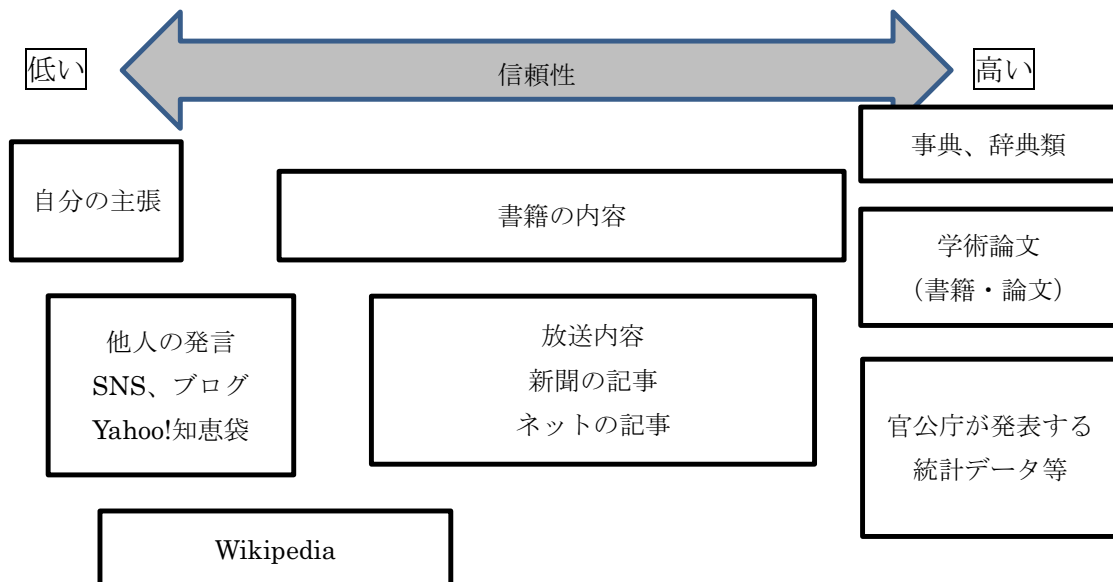 低い
信頼性
高い
事典、辞典類
自分の主張
書籍の内容
学術論文
（書籍・論文）
他人の発言
SNS、ブログ
Yahoo!知恵袋
放送内容
新聞の記事
ネットの記事
官公庁が発表する
統計データ等
Wikipedia